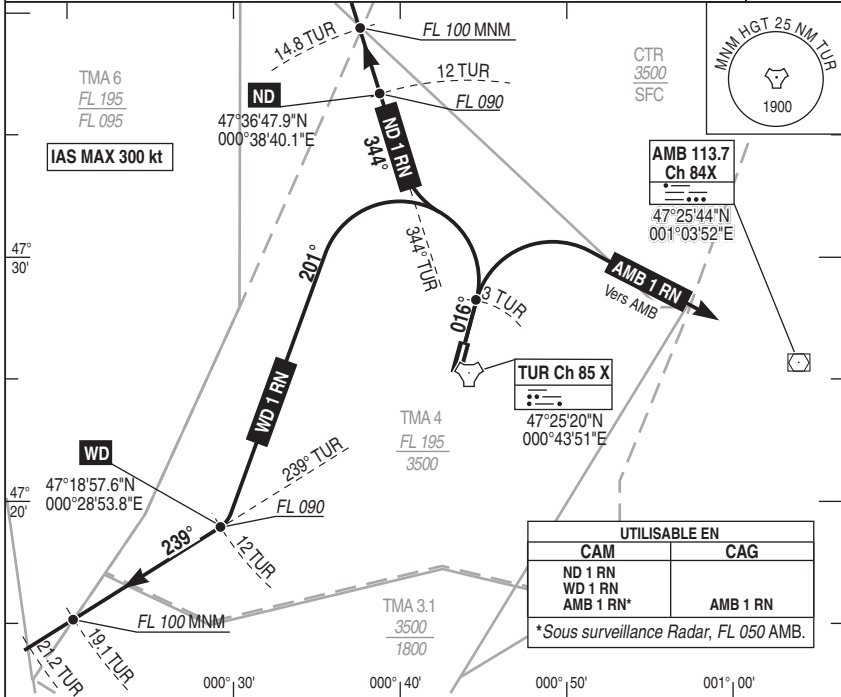 14.8 TUR
FL 100 MNM
MNM HGT 25 NM TUR
1900
TMA 6
FL 195
FL 095
ND
12 TUR
FL 090
CTR
3500
SFC
47°36'47.9"N
000°38'40.1"E
IAS MAX 300 kt
ND 1 RN
344°
AMB 113.7
Ch 84X
47°25'44"N
001°03'52"E
47°
30'
201°
344° TUR
AMB 1 RN
Vers AMB
3 TUR
016°
WD 1 RN
TUR Ch 85 X
47°25'20"N
000°43'51"E
TMA 4
FL 195
3500
WD
239° TUR
47°18'57.6"N
000°28'53.8"E
FL 090
47°
20'
239°
12 TUR
UTILISABLE EN
CAM
CAG
ND 1 RN
WD 1 RN
AMB 1 RN*
AMB 1 RN
*Sous surveillance Radar, FL 050 AMB.
TMA 3.1
3500
1800
FL 100 MNM
21.2 TUR
19.1 TUR
000°30'
000°40'
000°50'
001°00'